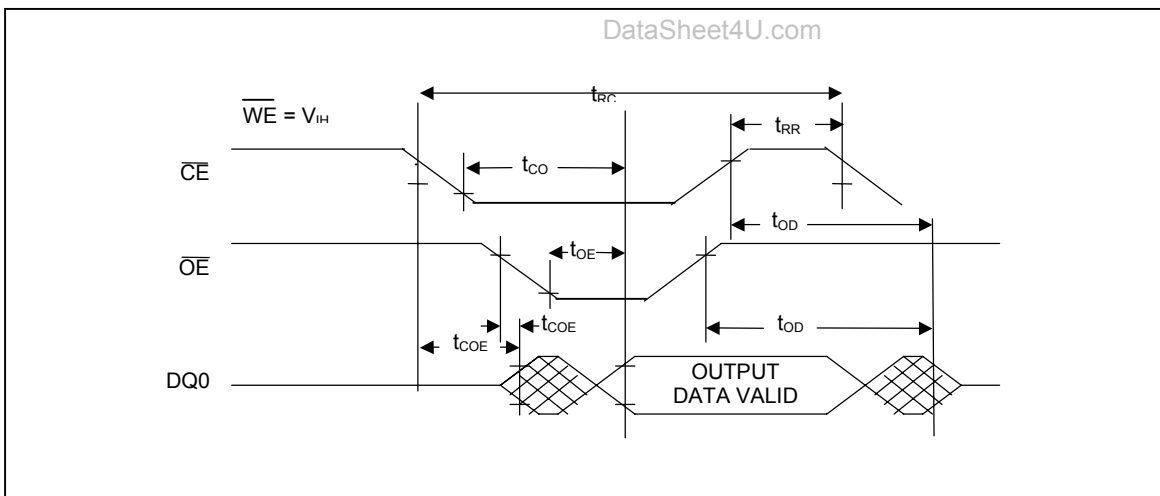 DataSheet4U.com
tRC
WE = VIH
tRR
CE
tCO
tOD
OE
tOE
tCOE
tOD
tCOE
DQ0
OUTPUT
DATA VALID